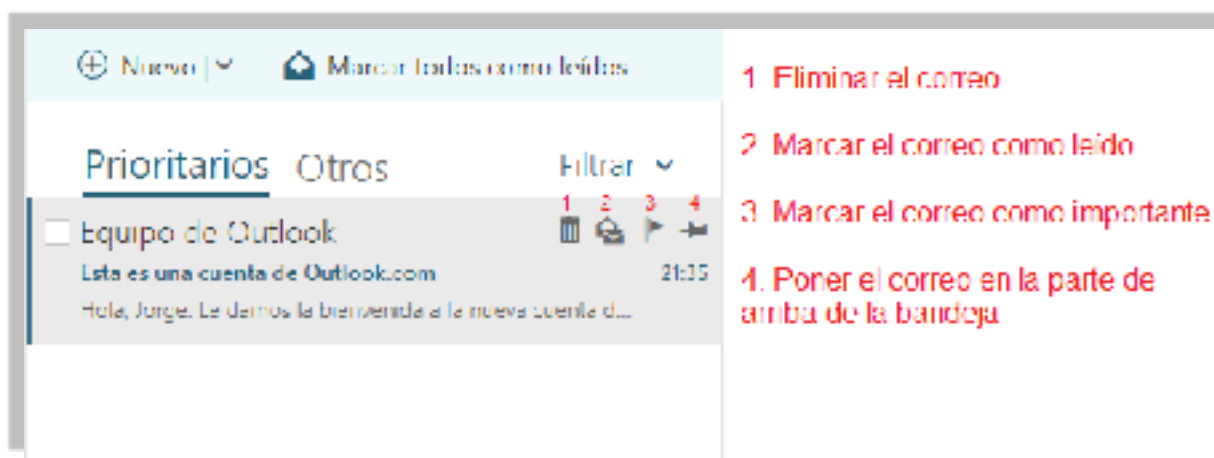 Nuevo Marcar todos como leídos
Prioritarios Otros Filtrar
1 2 3 4
Equipo de Outlook
Esta es una cuenta de Outlook.com 21:35
Hola, Jorge. Le damos la bienvenida a la nueva cuenta d...
1 Eliminar el correo
2 Marcar el correo como leído
3 Marcar el correo como importante
4. Poner el correo en la parte de
arriba de la bandeja